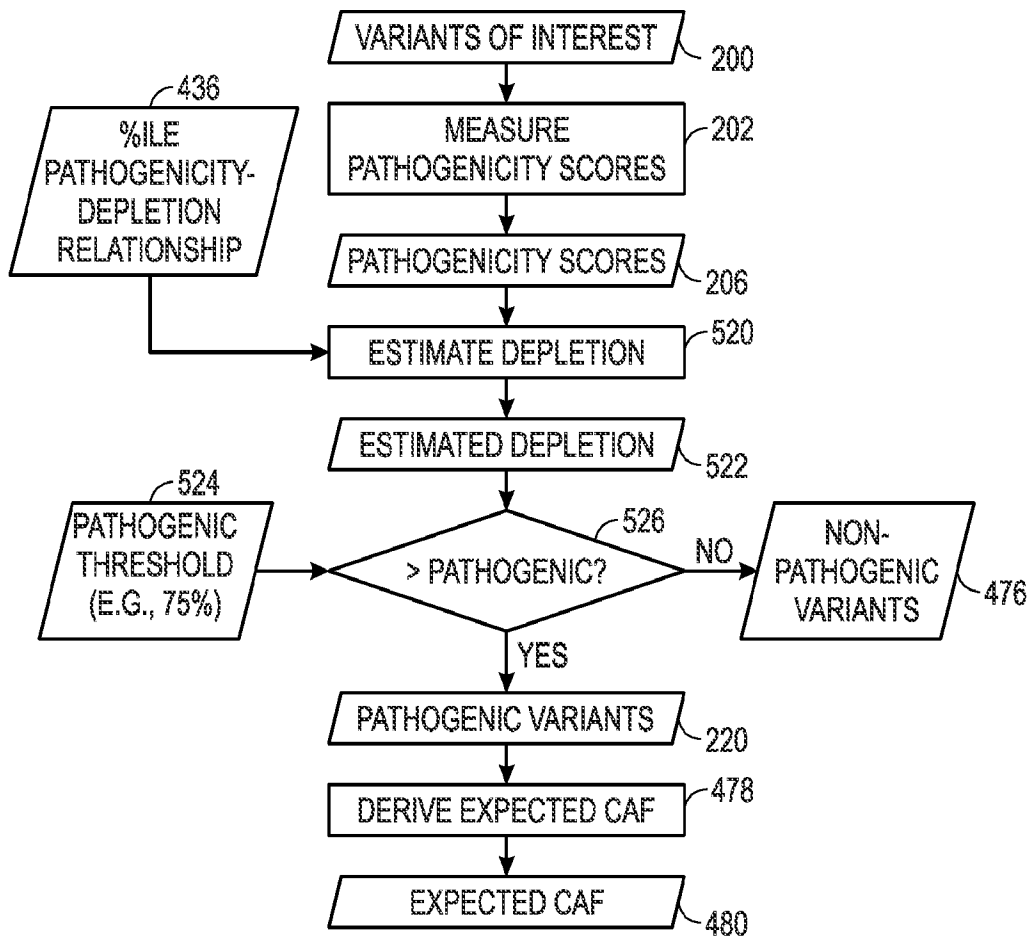 VARIANTS OF INTEREST
200
436
%ILE
PATHOGENICITY-
DEPLETION
RELATIONSHIP
MEASURE
PATHOGENICITY SCORES
202
PATHOGENICITY SCORES
206
ESTIMATE DEPLETION
520
ESTIMATED DEPLETION
522
524
PATHOGENIC
THRESHOLD
(E.G., 75%)
> PATHOGENIC?
526
NO
NON-
PATHOGENIC
VARIANTS
476
YES
PATHOGENIC VARIANTS
220
DERIVE EXPECTED CAF
478
EXPECTED CAF
480